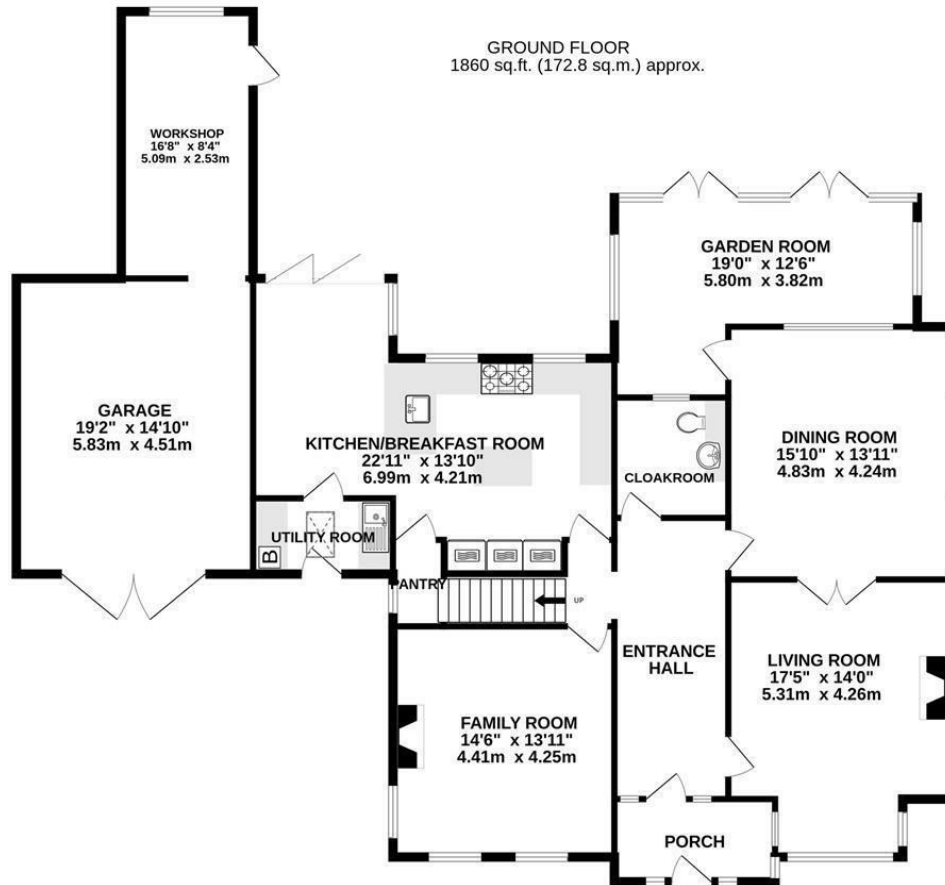 GROUND FLOOR
1860 sq.ft. (172.8 sq.m.) approx.
WORKSHOP
16'8" x 8'4"
5.09m x 2.53m
GARDEN ROOM
19'0" x 12'6"
5.80m x 3.82m
GARAGE
19'2" x 14'10"
5.83m x 4.51m
KITCHEN/BREAKFAST ROOM
22'11" x 13'10"
6.99m x 4.21m
DINING ROOM
15'10" x 13'11"
4.83m x 4.24m
CLOAKROOM
UTILITY ROOM
B
PANTRY
UP
ENTRANCE
HALL
LIVING ROOM
17'5" x 14'0"
5.31m x 4.26m
FAMILY ROOM
14'6" x 13'11"
4.41m x 4.25m
PORCH